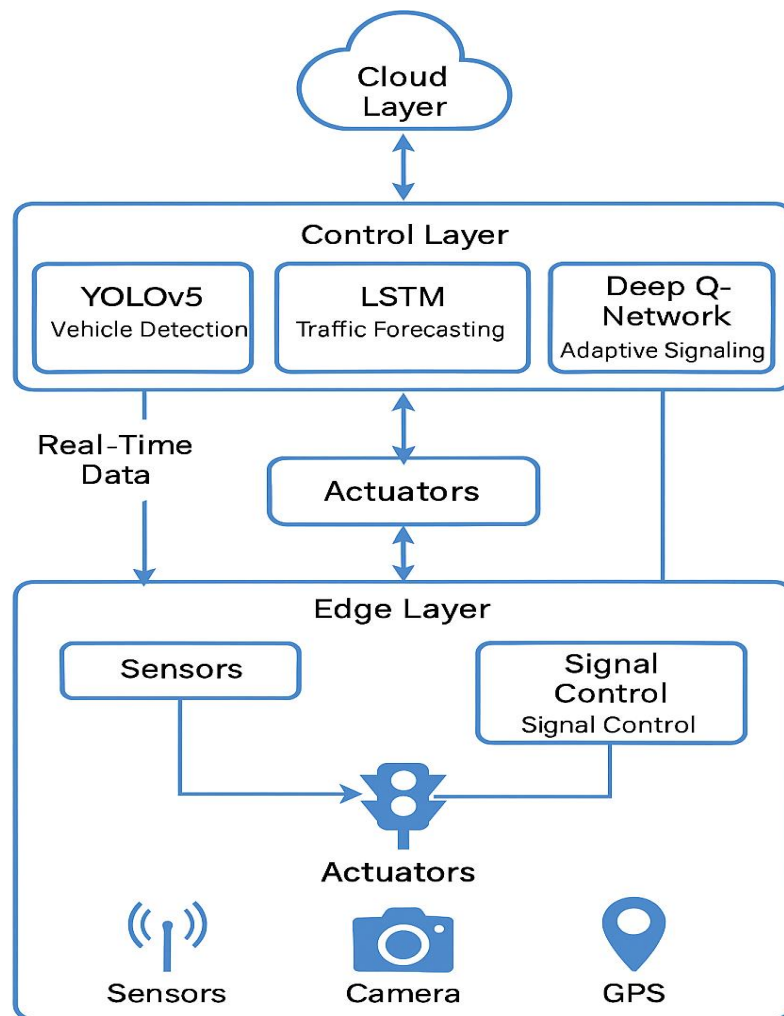 Cloud
Layer
Control Layer
YOLOv5
Vehicle Detection
LSTM
Traffic Forecasting
Deep Q-
Network
Adaptive Signaling
Real-Time
Data
Actuators
Edge Layer
Sensors
Signal
Control
Signal Control
Actuators
Sensors
Camera
GPS